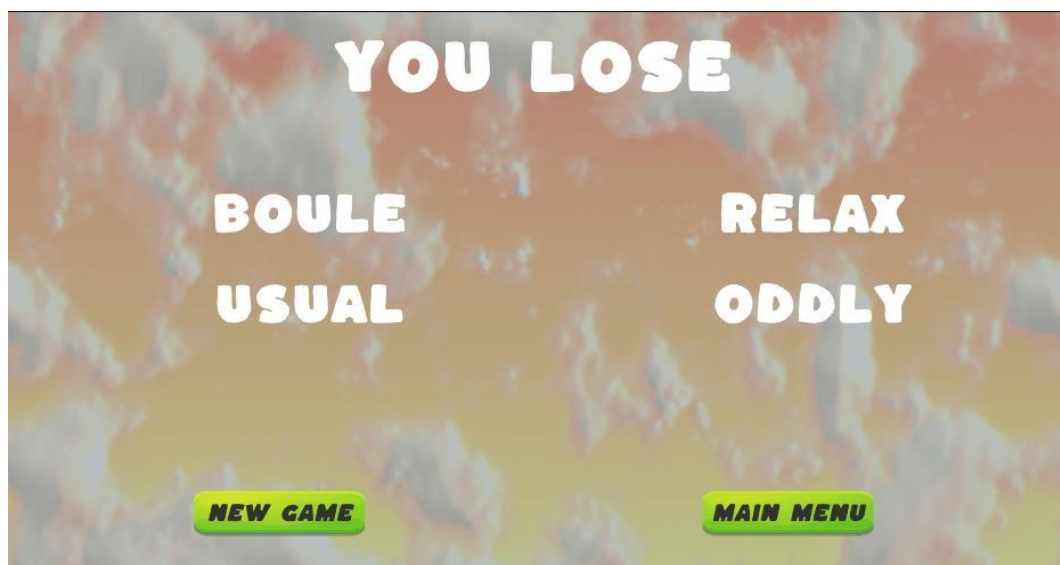 YOU LOSE
BOULE RELAX
USUAL ODDLY
NEW GAME MAIN MENU